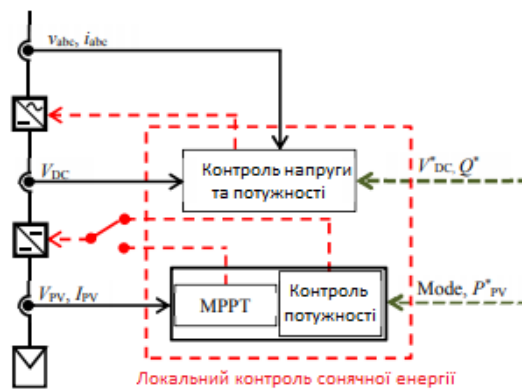 vabc, iabc
Контроль напруги
та потужності
VDC
V*DC, Q*
VPV, IPV
MPPT
Контроль
потужності
Mode, P*PV
Локальний контроль сонячної енергії